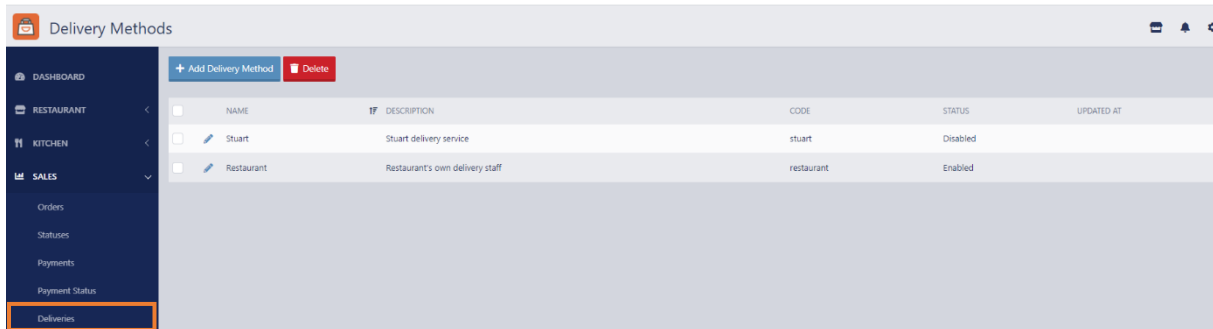 Delivery Methods
DASHBOARD
RESTAURANT
KITCHEN
SALES
Orders
Statuses
Payments
Payment Status
Deliveries
+ Add Delivery Method Delete
NAME DESCRIPTION CODE STATUS UPDATED AT
Stuart Stuart delivery service stuart Disabled
Restaurant Restaurant's own delivery staff restaurant Enabled